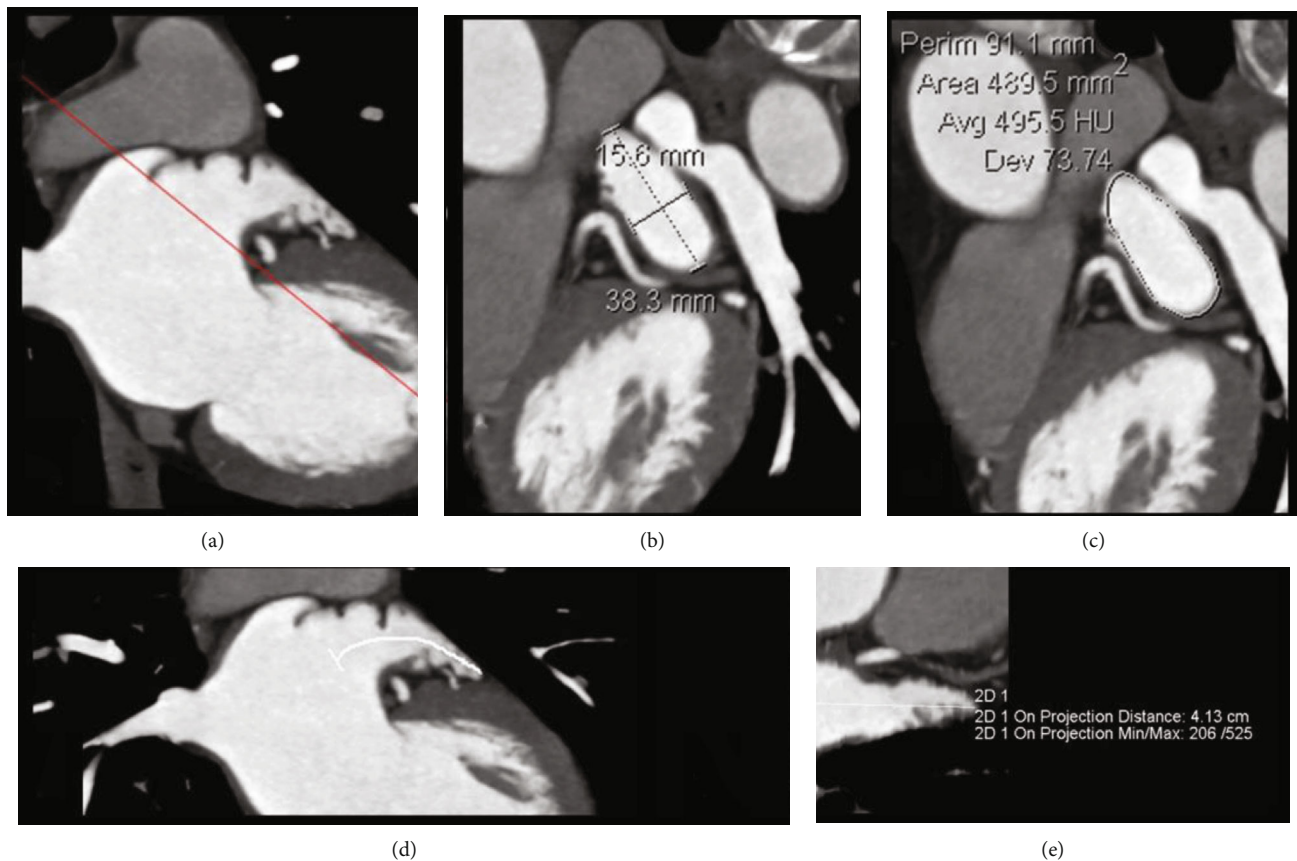 15.6 mm
38.3 mm
Perim 91.1 mm
Area 489.5 mm2
Avg 495.5 HU
Dev 73.74
(a)
(b)
(c)
2D 1
2D 1 On Projection Distance: 4.13 cm
2D 1 On Projection Min/Max: 206 /525
(d)
(e)